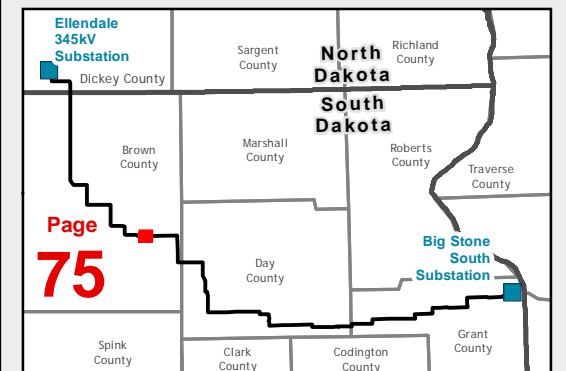 Ellendale
345kV
Substation
Dickey County
Sargent
County
North
Dakota
Richland
County
South
Dakota
Brown
County
Marshall
County
Roberts
County
Traverse
County
Page
75
Day
County
Big Stone
South
Substation
Spink
County
Clark
County
Codington
County
Grant
County